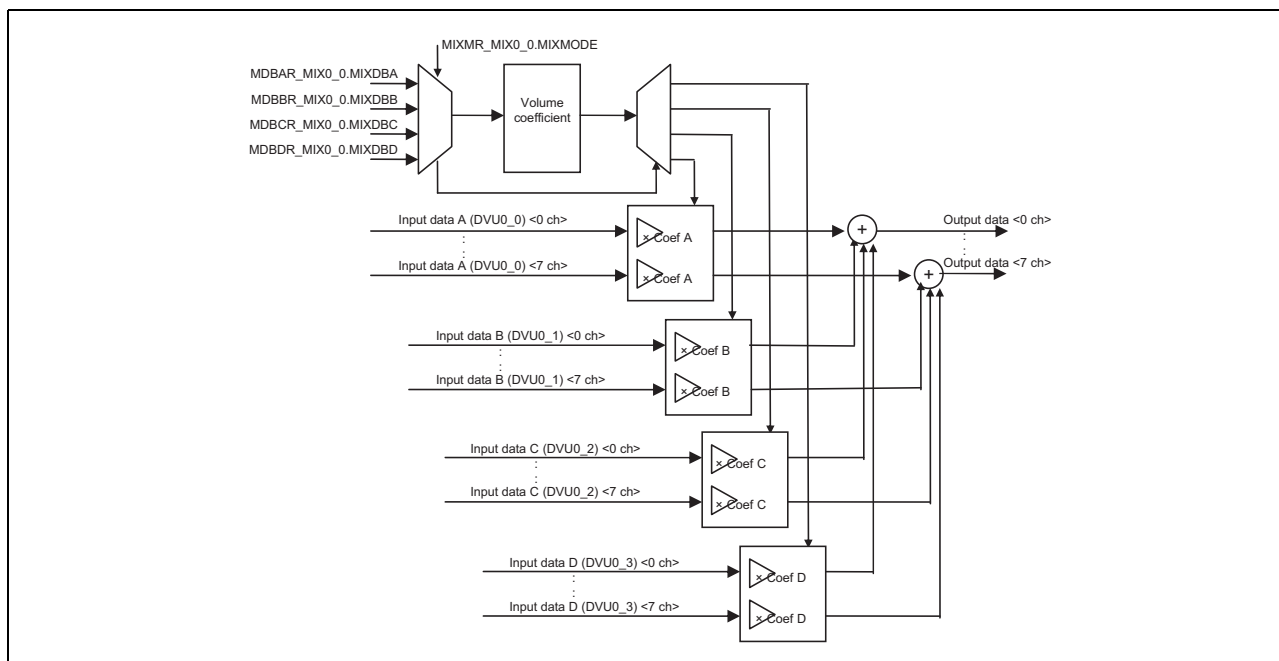 MIXMR_MIX0_0.MIXMODE
MDBAR_MIX0_0.MIXDBA
MDBBR_MIX0_0.MIXDBB
MDBCR_MIX0_0.MIXDBC
MDBDR_MIX0_0.MIXDBD
Volume
coefficient
Input data A (DVU0_0) <0 ch>
× Coef A
+
Output data <0 ch>
Input data A (DVU0_0) <7 ch>
× Coef A
+
Output data <7 ch>
Input data B (DVU0_1) <0 ch>
× Coef B
Input data B (DVU0_1) <7 ch>
× Coef B
Input data C (DVU0_2) <0 ch>
× Coef C
Input data C (DVU0_2) <7 ch>
× Coef C
Input data D (DVU0_3) <0 ch>
× Coef D
Input data D (DVU0_3) <7 ch>
× Coef D